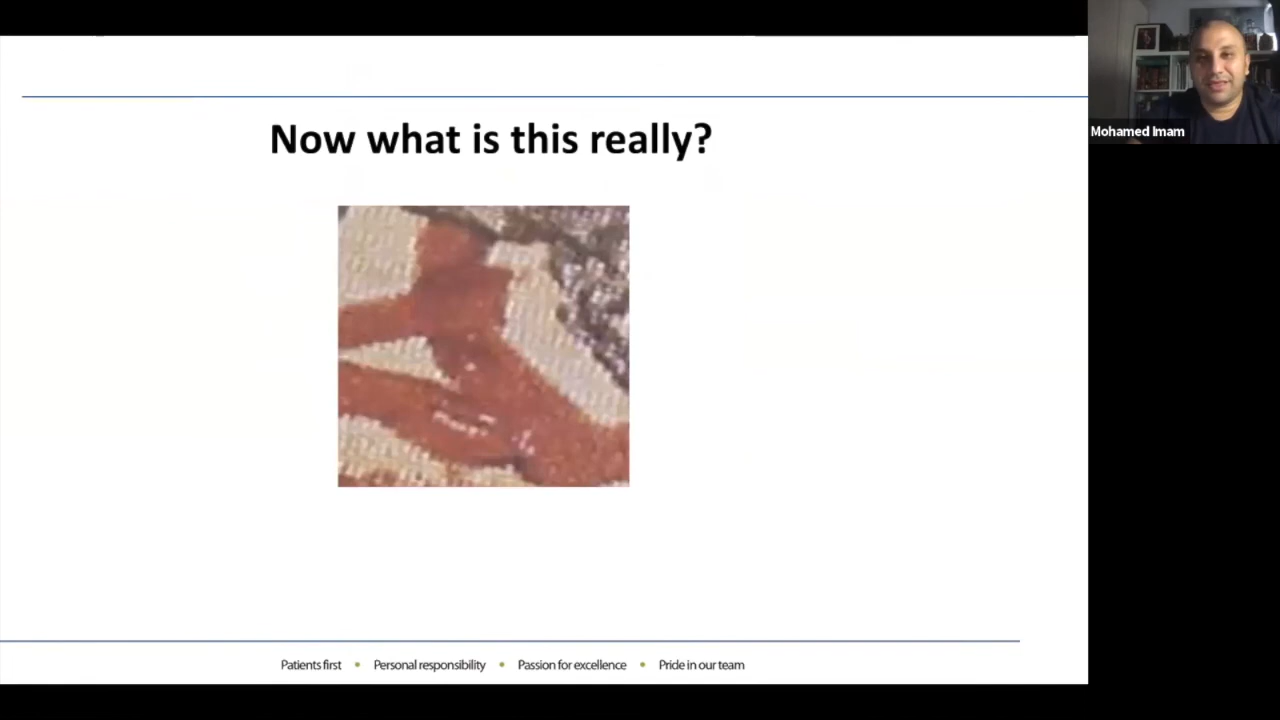 Now what is this really?
Mohamed Imam
Patients first • Personal responsibility • Passion for excellence • Pride in our team